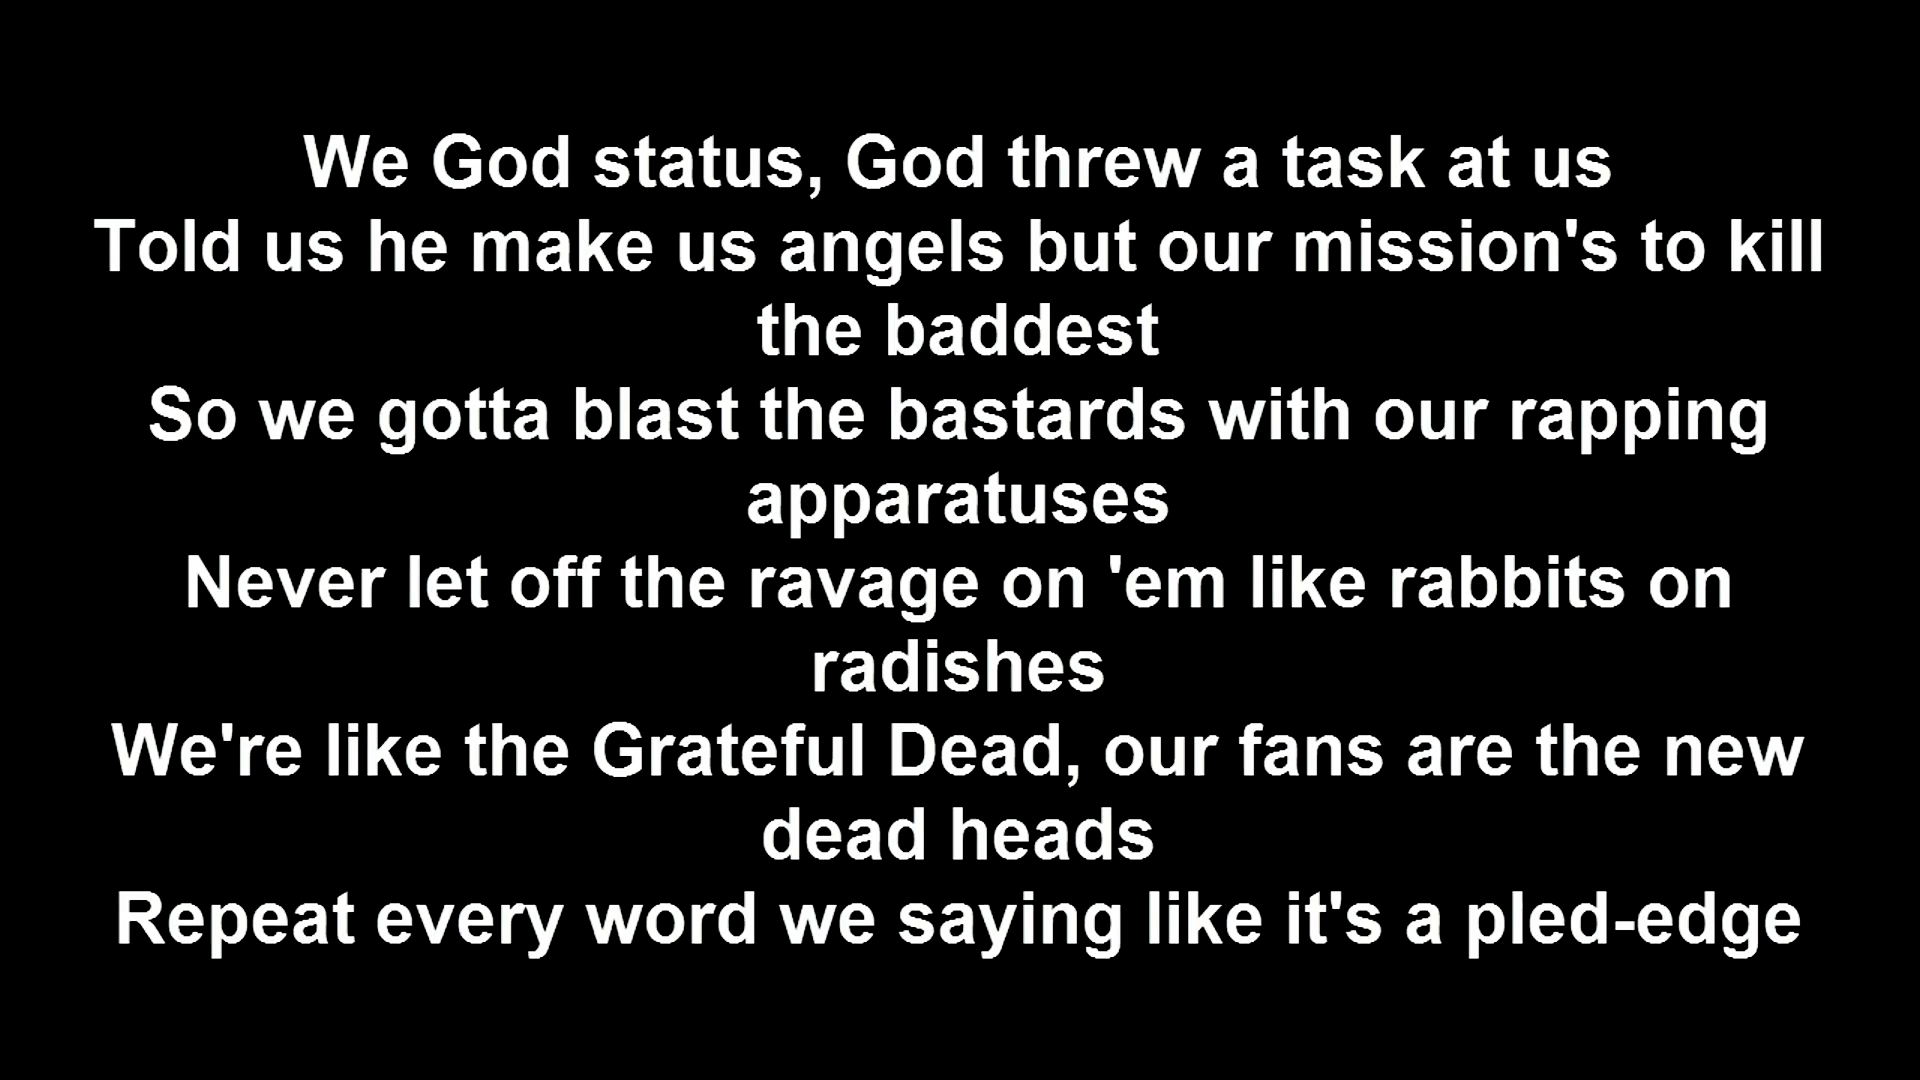 We God status, God threw a task at us
Told us he make us angels but our mission's to kill
the baddest
So we gotta blast the bastards with our rapping
apparatuses
Never let off the ravage on 'em like rabbits on
radishes
We're like the Grateful Dead, our fans are the new
dead heads
Repeat every word we saying like it's a pled-edge